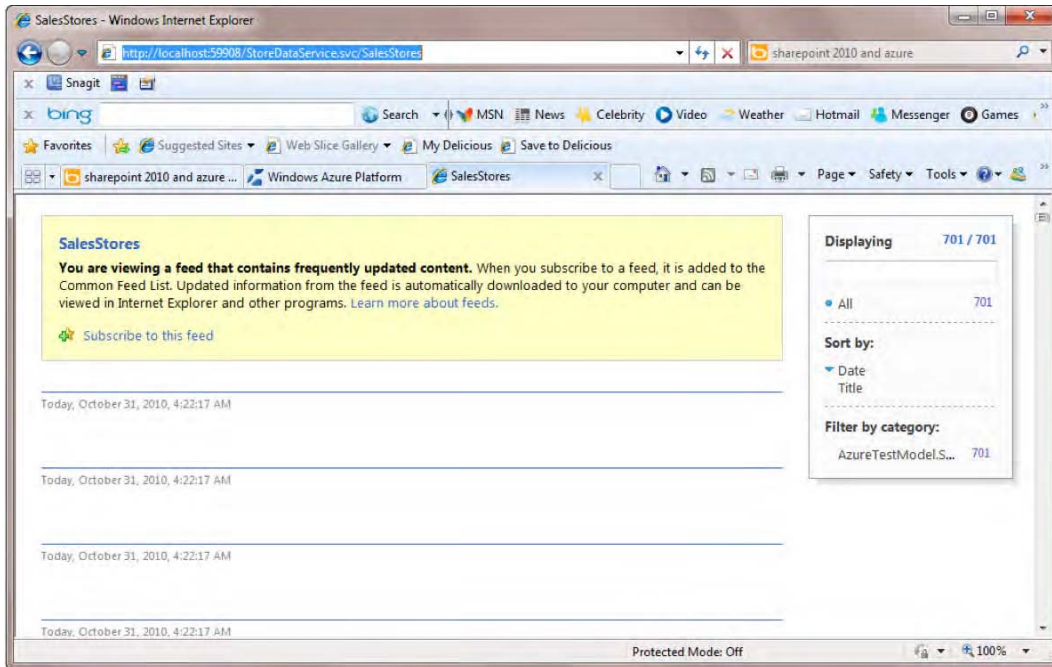 SalesStores - Windows Internet Explorer
http://localhost:59908/StoreDataService.svc/SalesStores
sharepoint 2010 and azure
x Snagit
x bing Search MSN News Celebrity Video Weather Hotmail Messenger Games
Favorites Suggested Sites Web Slice Gallery My Delicious Save to Delicious
sharepoint 2010 and azure ... Windows Azure Platform SalesStores x Page Safety Tools
SalesStores
You are viewing a feed that contains frequently updated content. When you subscribe to a feed, it is added to the
Common Feed List. Updated information from the feed is automatically downloaded to your computer and can be
viewed in Internet Explorer and other programs. Learn more about feeds.
Subscribe to this feed
Today, October 31, 2010, 4:22:17 AM
Today, October 31, 2010, 4:22:17 AM
Today, October 31, 2010, 4:22:17 AM
Today, October 31, 2010, 4:22:17 AM
Displaying 701 / 701
All 701
Sort by:
Date
Title
Filter by category:
AzureTestModel.S... 701
Protected Mode: Off 100%